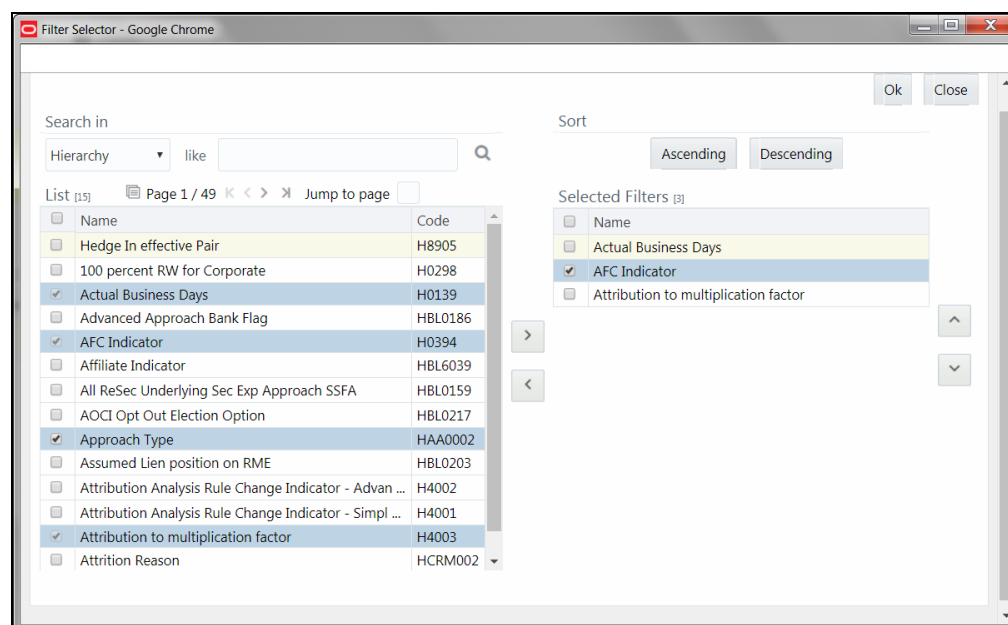 Filter Selector - Google Chrome
Ok Close
Search in
Hierarchy like
Sort
Ascending Descending
List [15] Page 1 / 49 Jump to page
Name Code
Hedge In effective Pair H8905
100 percent RW for Corporate H0298
Actual Business Days H0139
Advanced Approach Bank Flag HBL0186
AFC Indicator H0394
Affiliate Indicator HBL6039
All ReSec Underlying Sec Exp Approach SSFA HBL0159
AOCI Opt Out Election Option HBL0217
Approach Type HAA0002
Assumed Lien position on RME HBL0203
Attribution Analysis Rule Change Indicator - Advan ... H4002
Attribution Analysis Rule Change Indicator - Simpl ... H4001
Attribution to multiplication factor H4003
Attrition Reason HCRM002
Selected Filters [3]
Name
Actual Business Days
AFC Indicator
Attribution to multiplication factor